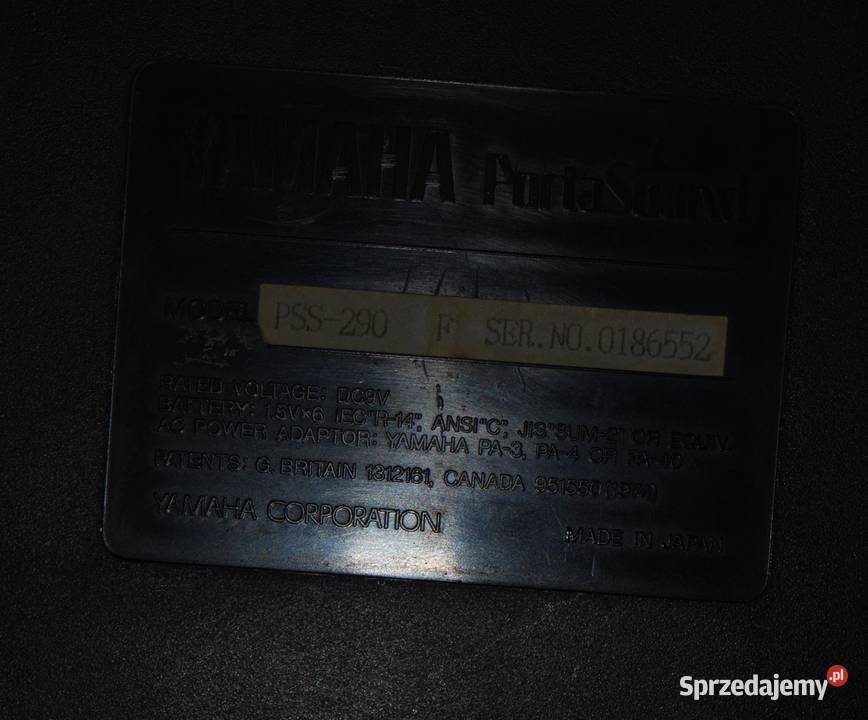 YAMAHA PortaSound
MODEL PSS-290 F SER.NO.0186552
RATED VOLTAGE: DC9V
BATTERY: 1.5V×6 IEC"R-14", ANSI"C", JIS"SUM-2" OR EQUIV.
AC POWER ADAPTOR: YAMAHA PA-3, PA-4 OR PA-40
PATENTS: G. BRITAIN 1312161, CANADA 951550
YAMAHA CORPORATION
MADE IN JAPAN
Sprzedajemy.pl